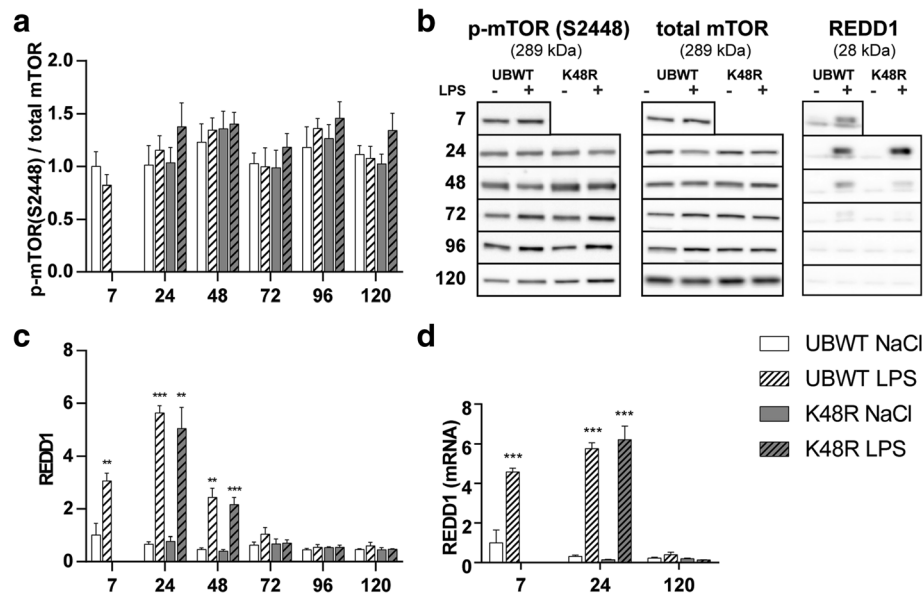 a
p-mTOR(S2448) / total mTOR
2.0
1.5
1.0
0.5
0.0
7 24 48 72 96 120
b
p-mTOR (S2448) total mTOR REDD1
(289 kDa) (289 kDa) (28 kDa)
UBWT K48R UBWT K48R UBWT K48R
LPS - + - + - + - + - + - +
7
24
48
72
96
120
c
REDD1
8
6
4
2
0
** *** ** ** ***
7 24 48 72 96 120
d
REDD1 (mRNA)
8
6
4
2
0
*** *** ***
7 24 120
UBWT NaCl
UBWT LPS
K48R NaCl
K48R LPS